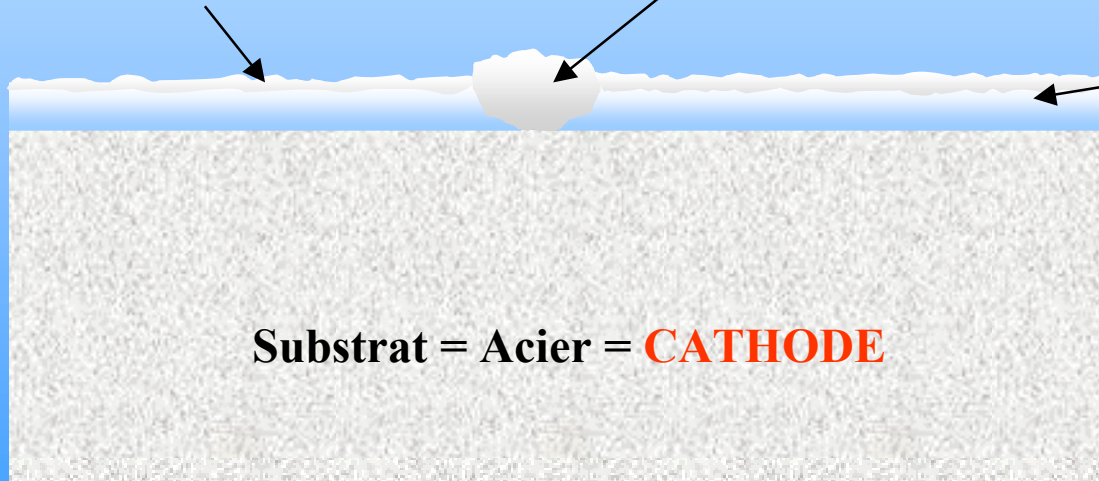 Substrat = Acier = CATHODE